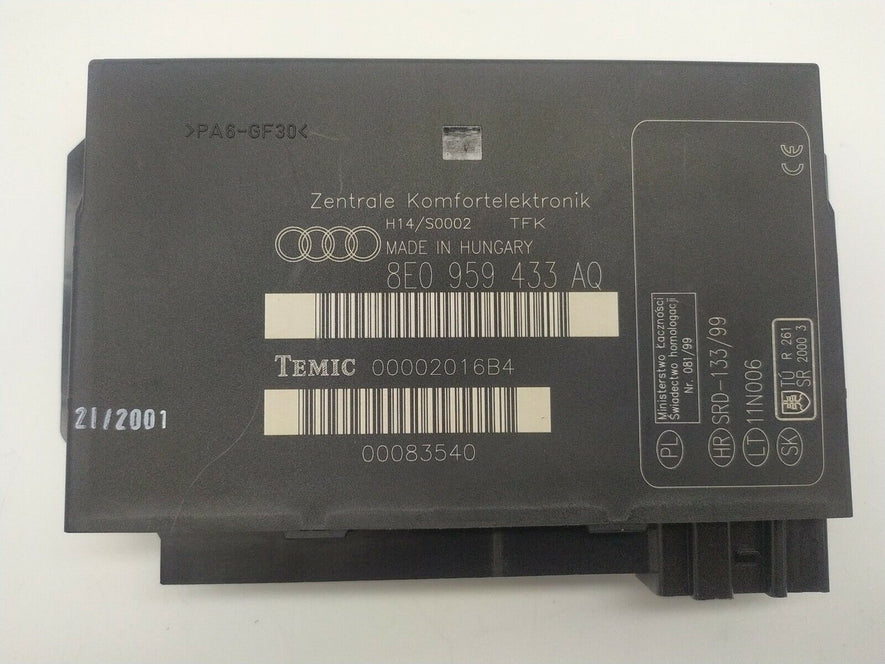 >PA6-GF30<
Zentrale Komfortelektronik
H14/S0002 TFK
MADE IN HUNGARY
8E0 959 433 AQ
TEMIC 00002016B4
21/2001
00083540
CE
Ministerstwo Łączności
Świadectwo homologacji
Nr. 081/99
PL
HR SRD-133/99
LT 11N006
TÚ R 261
SR 2000 3
SK